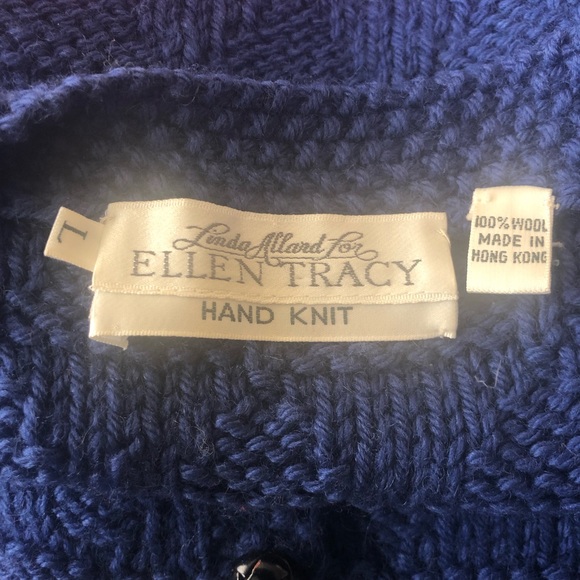 L
Linda Allard for
ELLEN TRACY
HAND KNIT
100% WOOL
MADE IN
HONG KONG